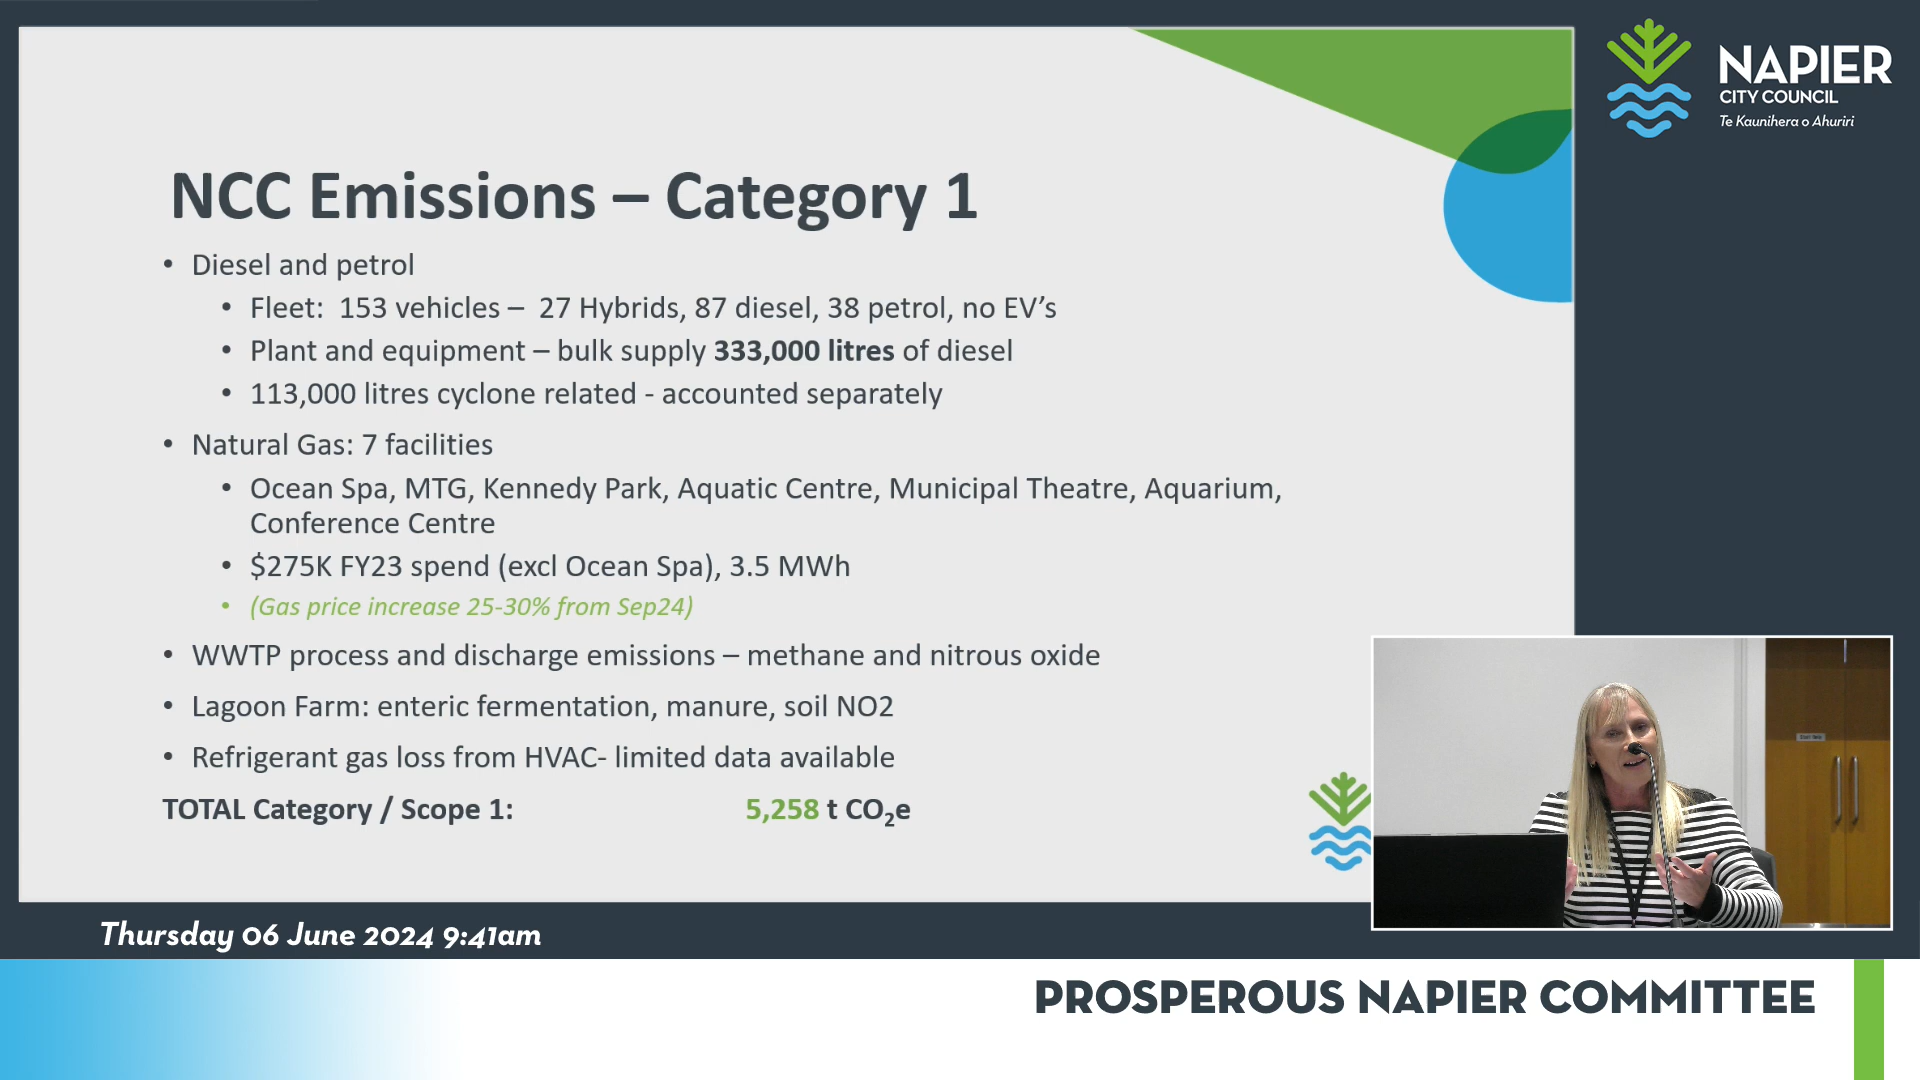 NAPIER
CITY COUNCIL
Te Kaunihera o Ahuriri
NCC Emissions – Category 1
• Diesel and petrol
• Fleet:  153 vehicles –  27 Hybrids, 87 diesel, 38 petrol, no EV’s
• Plant and equipment – bulk supply 333,000 litres of diesel
• 113,000 litres cyclone related - accounted separately
• Natural Gas: 7 facilities
• Ocean Spa, MTG, Kennedy Park, Aquatic Centre, Municipal Theatre, Aquarium,
Conference Centre
• $275K FY23 spend (excl Ocean Spa), 3.5 MWh
• (Gas price increase 25-30% from Sep24)
• WWTP process and discharge emissions – methane and nitrous oxide
• Lagoon Farm: enteric fermentation, manure, soil NO2
• Refrigerant gas loss from HVAC- limited data available
TOTAL Category / Scope 1: 5,258 t CO₂e
Thursday 06 June 2024 9:41am
PROSPEROUS NAPIER COMMITTEE